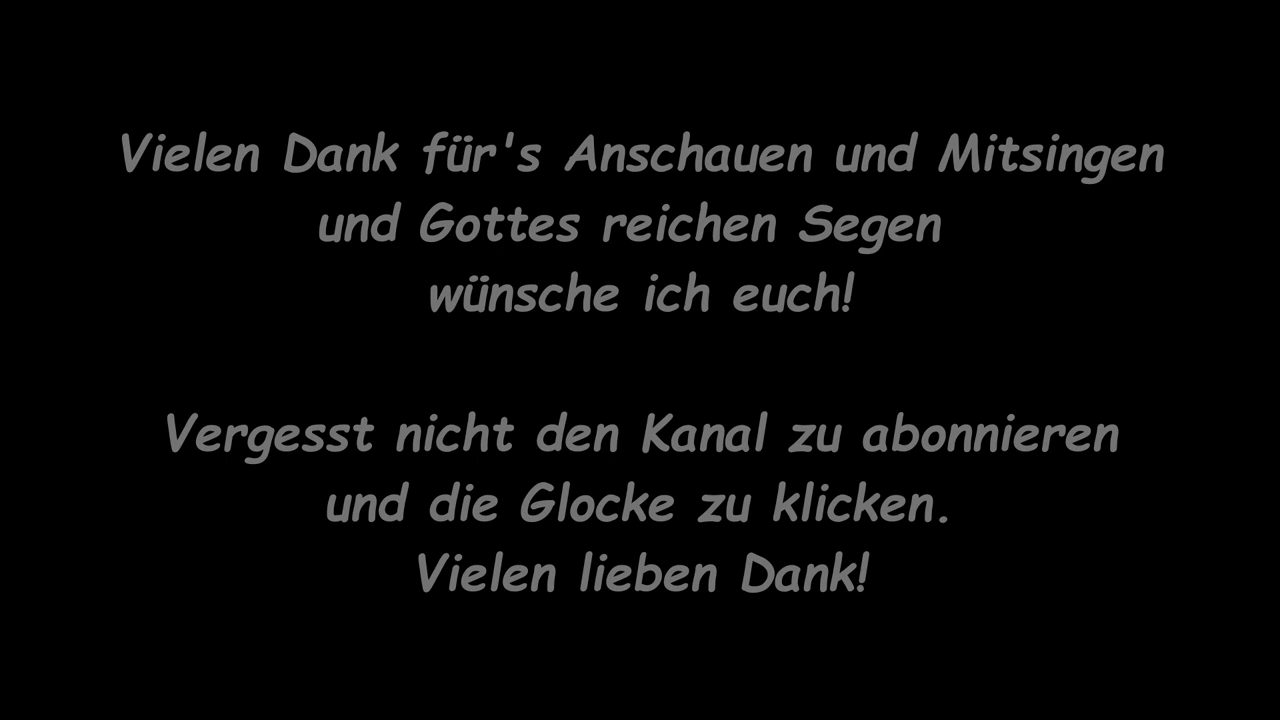 Vielen Dank für's Anschauen und Mitsingen
und Gottes reichen Segen
wünsche ich euch!
Vergesst nicht den Kanal zu abonnieren
und die Glocke zu klicken.
Vielen lieben Dank!